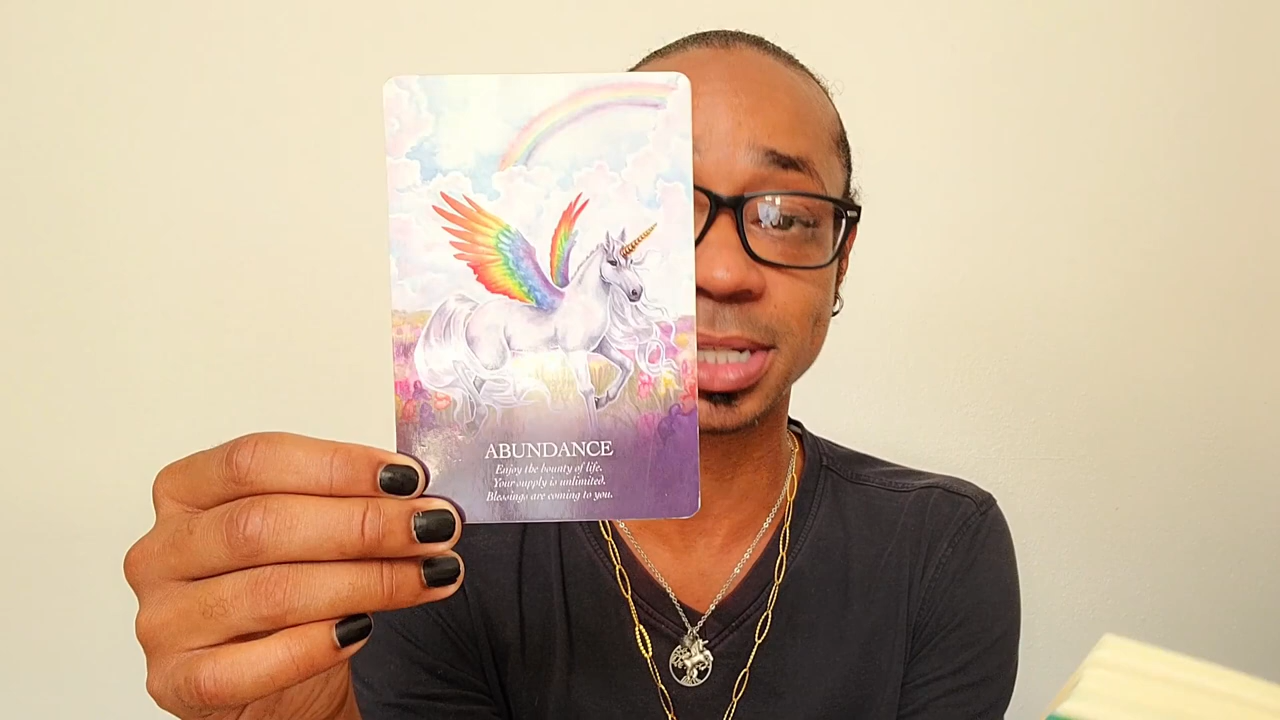 ABUNDANCE
Enjoy the bounty of life.
Your supply is unlimited.
Blessings are coming to you.